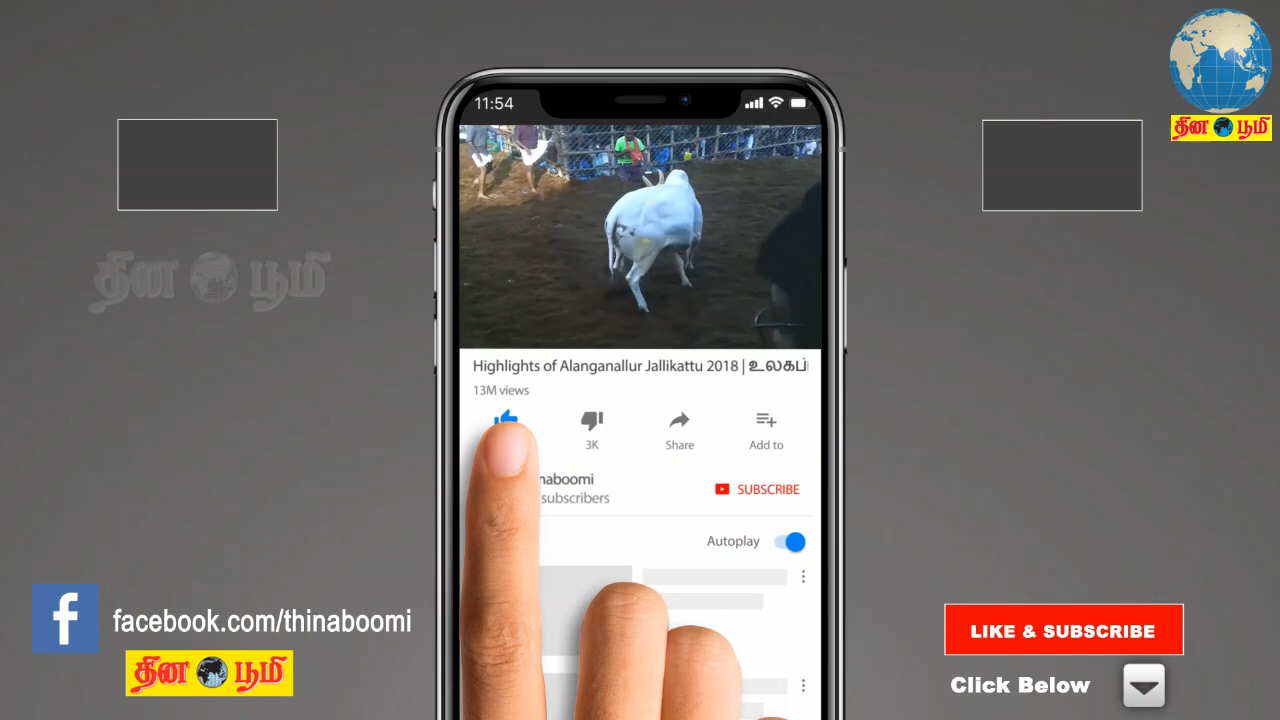 தின பூமி
11:54
தின பூமி
Highlights of Alanganallur Jallikattu 2018 | உலகப்
13M views
3K
Share
Add to
naboomi
subscribers
SUBSCRIBE
Autoplay
f
facebook.com/thinaboomi
தின பூமி
LIKE & SUBSCRIBE
Click Below